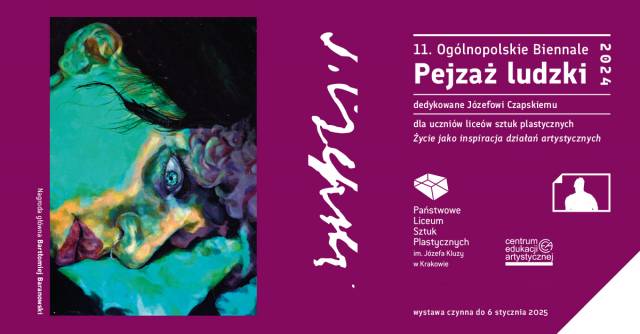 Nagroda główna Bartłomiej Baranowski
J. Czapski
11. Ogólnopolskie Biennale
Pejzaż ludzki
2024
dedykowane Józefowi Czapskiemu
dla uczniów liceów sztuk plastycznych
Życie jako inspiracja działań artystycznych
Państwowe
Liceum
Sztuk
Plastycznych
im. Józefa Kluzy
w Krakowie
centrum
edukacji
artystycznej
wystawa czynna do 6 stycznia 2025